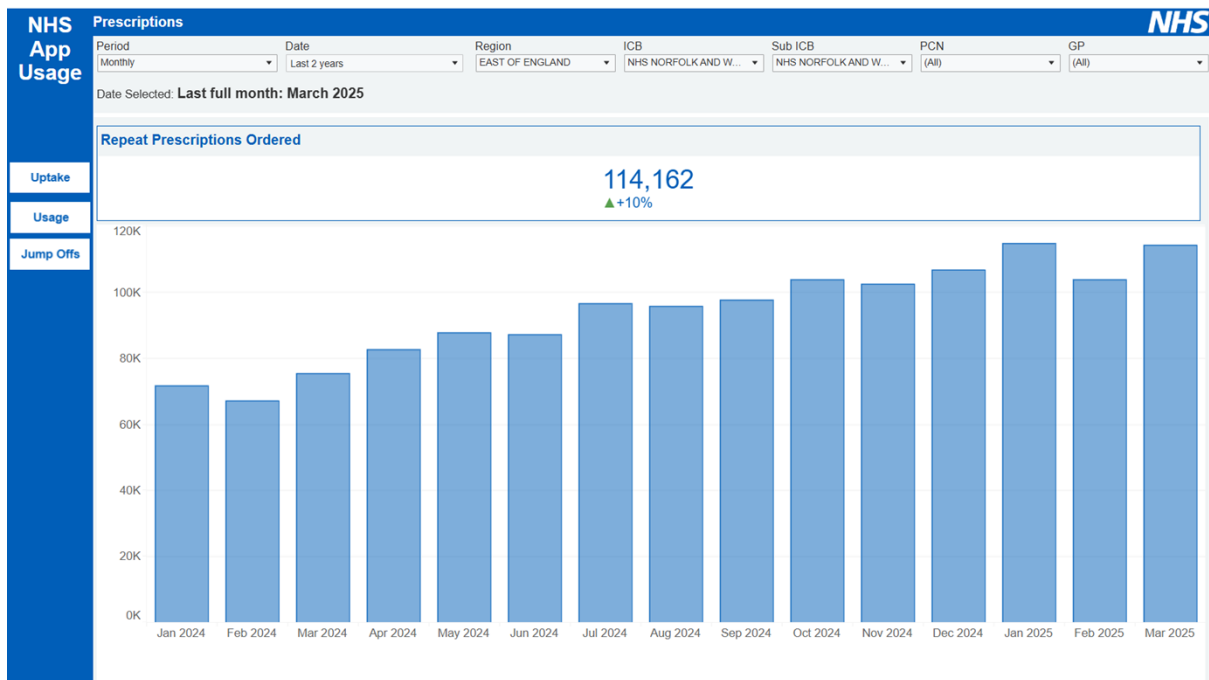 NHS
App
Usage
Prescriptions
NHS
Period
Date
Region
ICB
Sub ICB
PCN
GP
Monthly
Last 2 years
EAST OF ENGLAND
NHS NORFOLK AND W...
NHS NORFOLK AND W...
(All)
(All)
Date Selected: Last full month: March 2025
Uptake
Usage
Jump Offs
Repeat Prescriptions Ordered
114,162
▲+10%
120K
100K
80K
60K
40K
20K
0K
Jan 2024
Feb 2024
Mar 2024
Apr 2024
May 2024
Jun 2024
Jul 2024
Aug 2024
Sep 2024
Oct 2024
Nov 2024
Dec 2024
Jan 2025
Feb 2025
Mar 2025